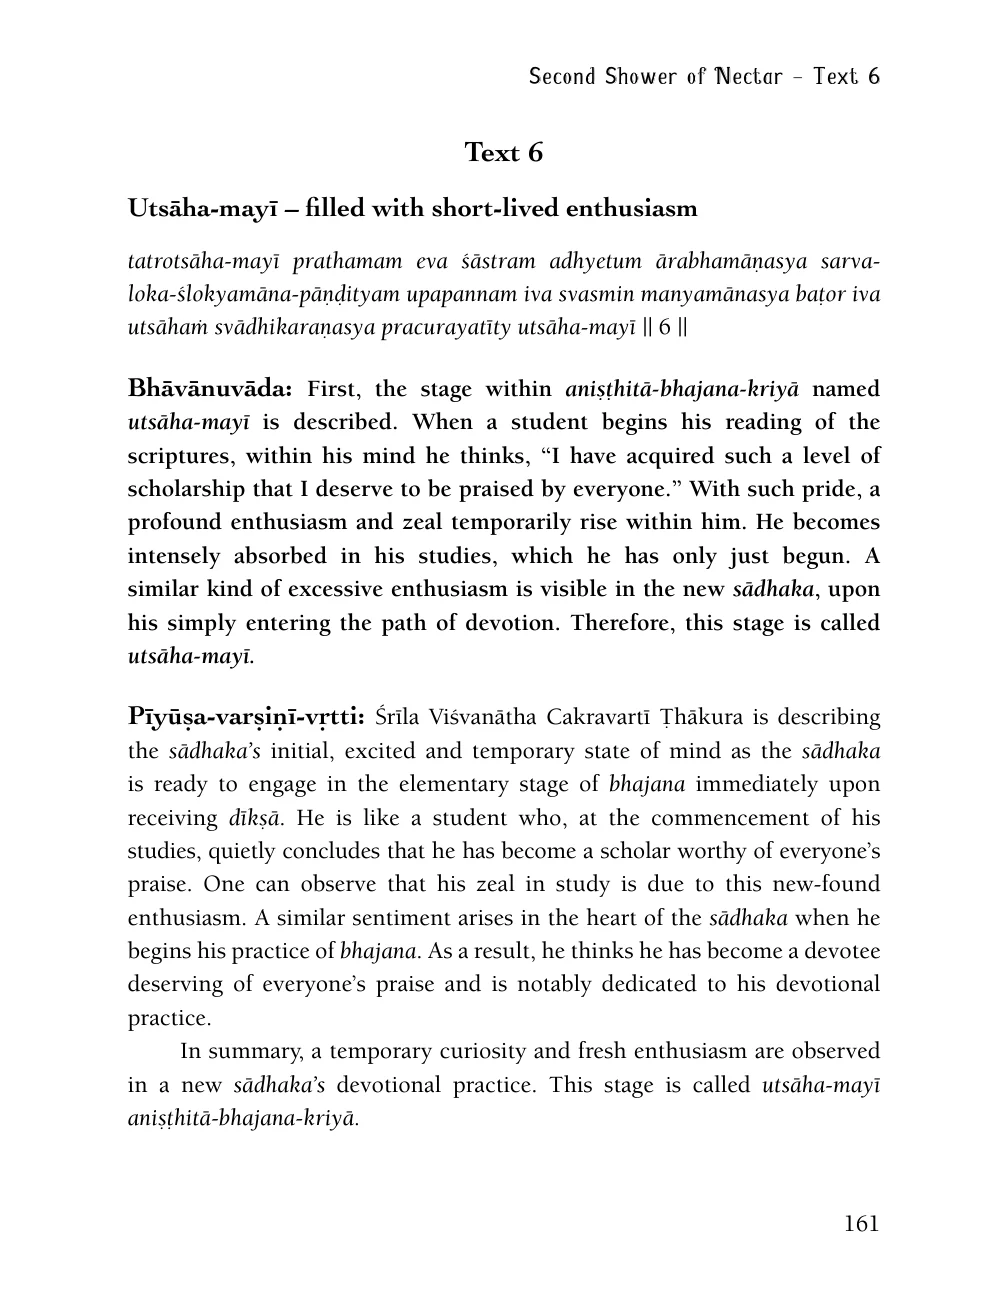 Second Shower of Nectar – Text 6
Text 6
Utsāha-mayī – filled with short-lived enthusiasm
tatrotsāha-mayī prathamam eva śāstram adhyetum ārabhamāṇasya sarva-
loka-ślokyamāna-pāṇḍityam upapannam iva svasmin manyamānasya baṭor iva
utsāhaṁ svādhikaraṇasya pracurayatīty utsāha-mayī || 6 ||
Bhāvānuvāda: First, the stage within aniṣṭhitā-bhajana-kriyā named
utsāha-mayī is described. When a student begins his reading of the
scriptures, within his mind he thinks, “I have acquired such a level of
scholarship that I deserve to be praised by everyone.” With such pride, a
profound enthusiasm and zeal temporarily rise within him. He becomes
intensely absorbed in his studies, which he has only just begun. A
similar kind of excessive enthusiasm is visible in the new sādhaka, upon
his simply entering the path of devotion. Therefore, this stage is called
utsāha-mayī.
Pīyūṣa-varṣiṇī-vṛtti: Śrīla Viśvanātha Cakravartī Ṭhākura is describing
the sādhaka’s initial, excited and temporary state of mind as the sādhaka
is ready to engage in the elementary stage of bhajana immediately upon
receiving dīkṣā. He is like a student who, at the commencement of his
studies, quietly concludes that he has become a scholar worthy of everyone’s
praise. One can observe that his zeal in study is due to this new-found
enthusiasm. A similar sentiment arises in the heart of the sādhaka when he
begins his practice of bhajana. As a result, he thinks he has become a devotee
deserving of everyone’s praise and is notably dedicated to his devotional
practice.
In summary, a temporary curiosity and fresh enthusiasm are observed
in a new sādhaka’s devotional practice. This stage is called utsāha-mayī
aniṣṭhitā-bhajana-kriyā.
161